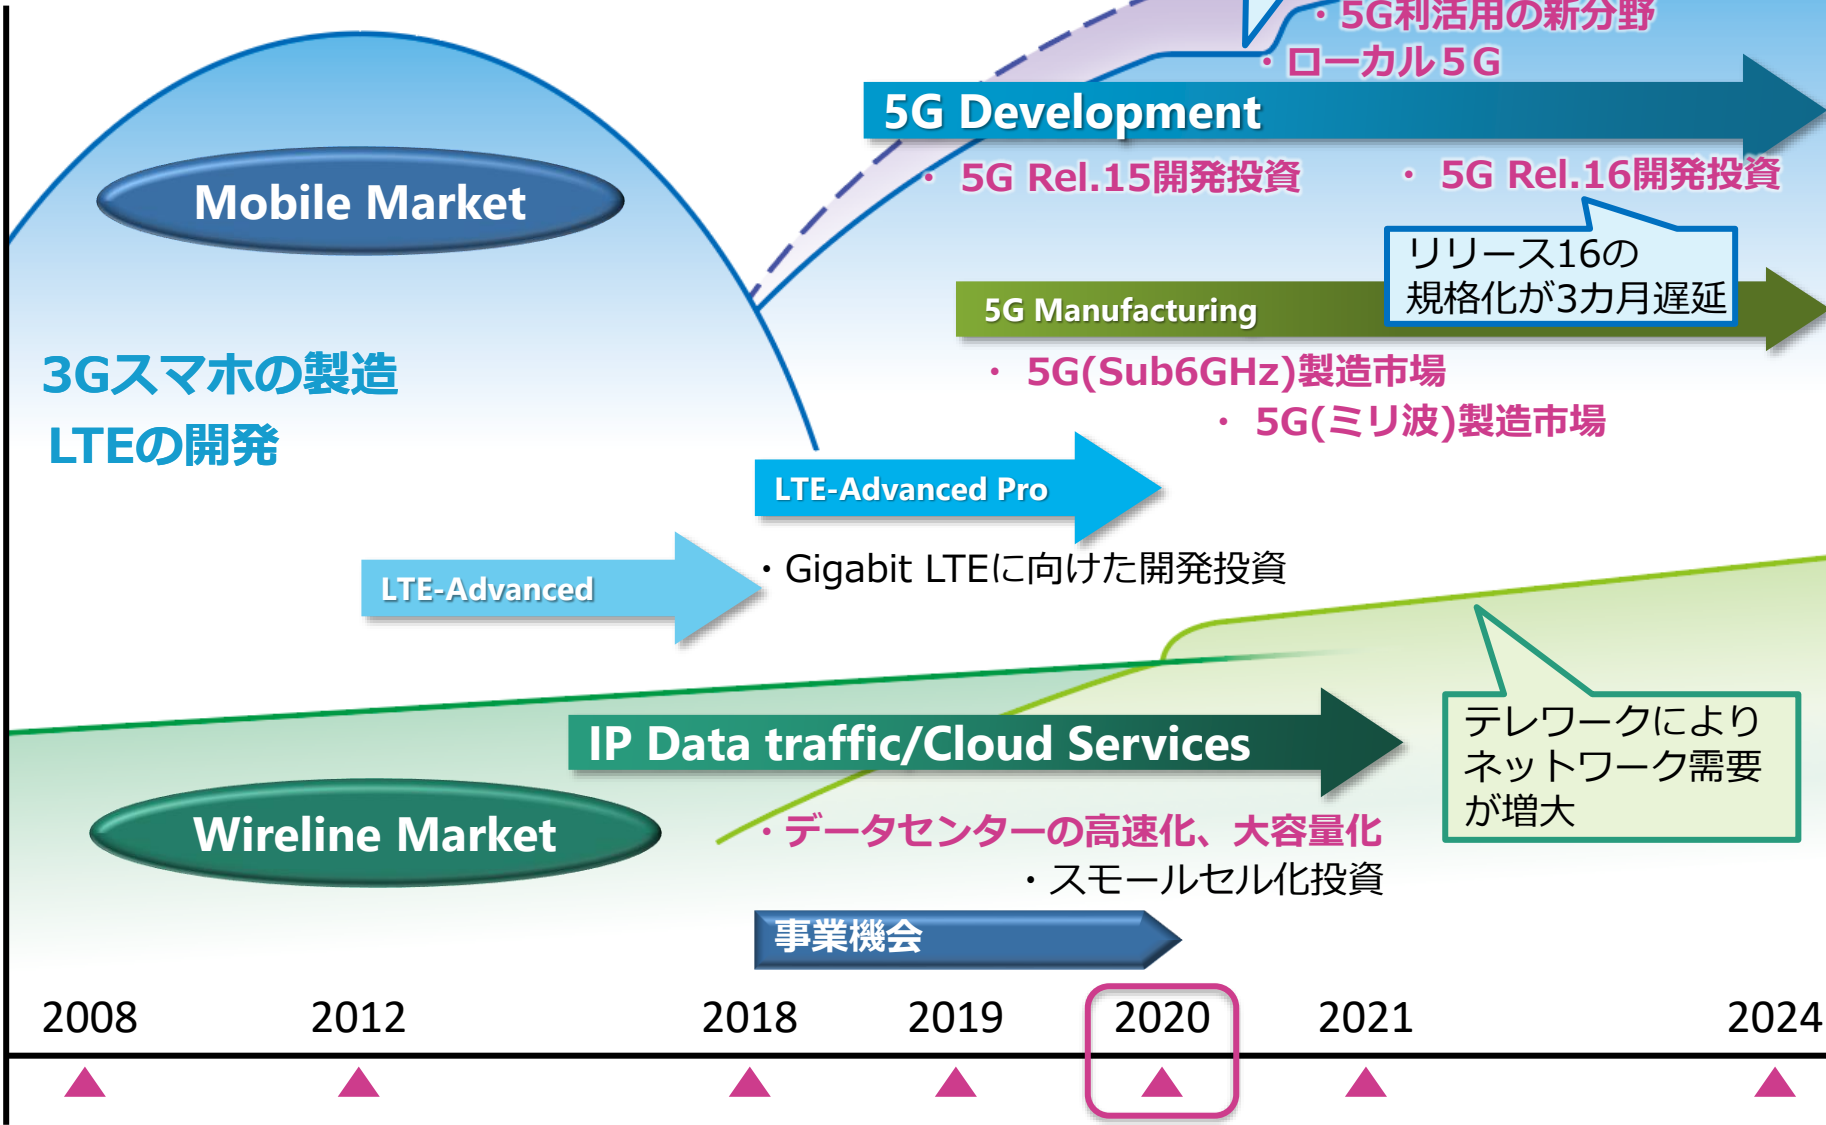 ・5G利活用の新分野
・ローカル５G
5G Development
・ 5G Rel.15開発投資
・ 5G Rel.16開発投資
Mobile Market
リリース16の
規格化が3カ月遅延
5G Manufacturing
・ 5G(Sub6GHz)製造市場
・ 5G(ミリ波)製造市場
3Gスマホの製造
LTEの開発
LTE-Advanced Pro
・Gigabit LTEに向けた開発投資
LTE-Advanced
IP Data traffic/Cloud Services
テレワークにより
ネットワーク需要
が増大
Wireline Market
・データセンターの高速化、大容量化
・スモールセル化投資
事業機会
2008
2012
2018
2019
2020
2021
2024